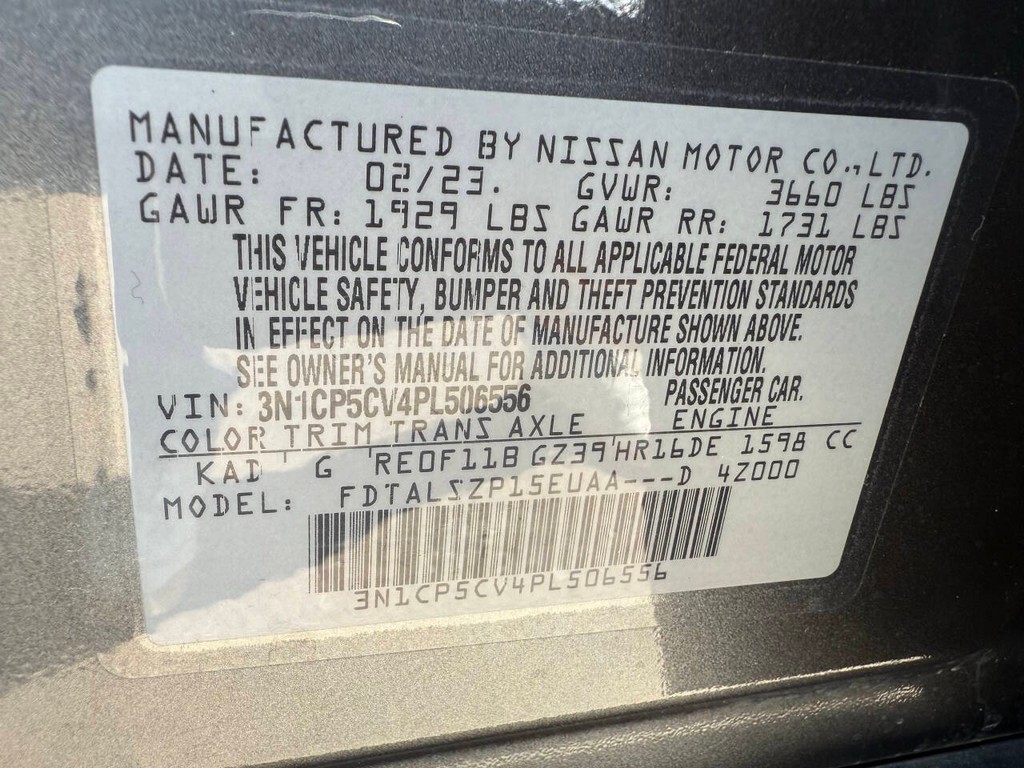 MANUFACTURED BY NISSAN MOTOR CO.,LTD.
DATE: 02/23. GVWR: 3660 LBS
GAWR FR: 1929 LBS GAWR RR: 1731 LBS
THIS VEHICLE CONFORMS TO ALL APPLICABLE FEDERAL MOTOR
VEHICLE SAFETY, BUMPER AND THEFT PREVENTION STANDARDS
IN EFFECT ON THE DATE OF MANUFACTURE SHOWN ABOVE.
SEE OWNER'S MANUAL FOR ADDITIONAL INFORMATION.
VIN: 3N1CP5CV4PL506556 PASSENGER CAR.
COLOR TRIM TRANS AXLE ENGINE
KAD G RE0F11B GZ39 HR16DE 1598 CC
MODEL: FDTALSZP15EUAA---D 4Z000
3N1CP5CV4PL506556